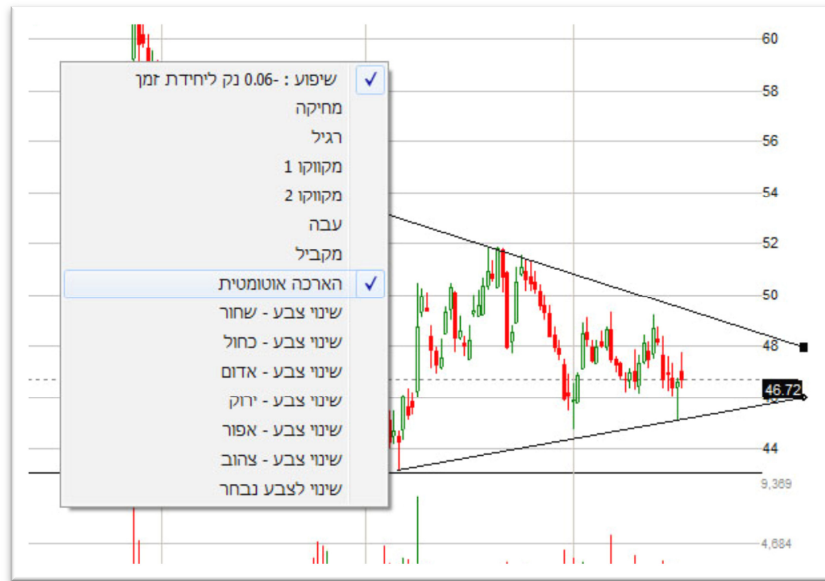 שיפוע : -0.06 נק ליחידת זמן
מחיקה
רגיל
מקווקו 1
מקווקו 2
עבה
מקביל
הארכה אוטומטית
שינוי צבע - שחור
שינוי צבע - כחול
שינוי צבע - אדום
שינוי צבע - ירוק
שינוי צבע - אפור
שינוי צבע - צהוב
שינוי לצבע נבחר
60
58
56
54
52
50
48
46.72
44
9,369
4,684